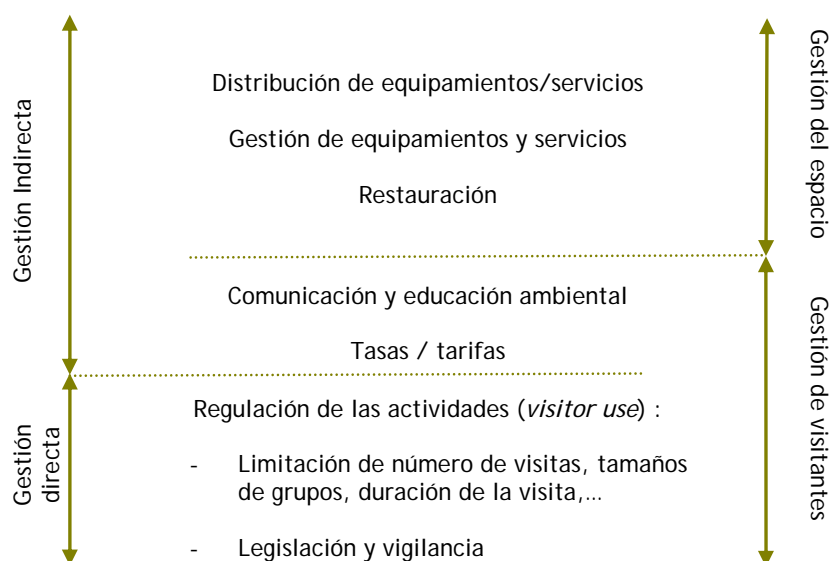 Gestión Indirecta
Gestión
directa
Distribución de equipamientos/servicios
Gestión de equipamientos y servicios
Restauración
Comunicación y educación ambiental
Tasas / tarifas
Regulación de las actividades (visitor use) :
- Limitación de número de visitas, tamaños
de grupos, duración de la visita,...
- Legislación y vigilancia
Gestión del espacio
Gestión de visitantes